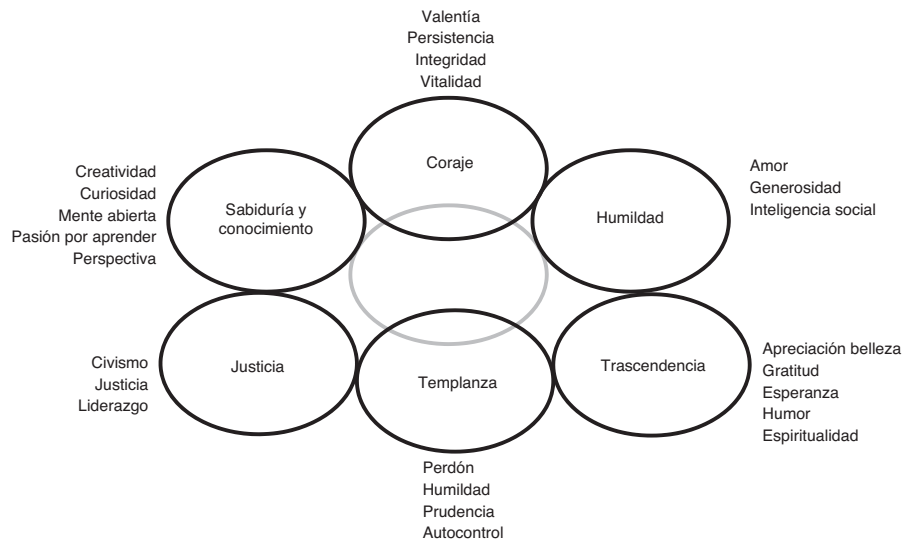 Valentía
Persistencia
Integridad
Vitalidad
Coraje
Creatividad
Curiosidad
Mente abierta
Pasión por aprender
Perspectiva
Sabiduría y
conocimiento
Humildad
Amor
Generosidad
Inteligencia social
Civismo
Justicia
Liderazgo
Justicia
Templanza
Trascendencia
Apreciación belleza
Gratitud
Esperanza
Humor
Espiritualidad
Perdón
Humildad
Prudencia
Autocontrol